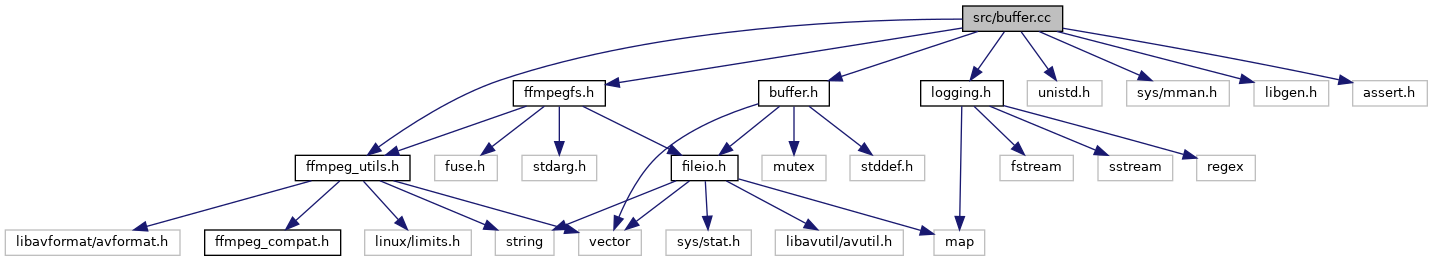 src/buffer.cc
ffmpegfs.h
buffer.h
logging.h
unistd.h
sys/mman.h
libgen.h
assert.h
ffmpeg_utils.h
fuse.h
stdarg.h
fileio.h
mutex
stddef.h
fstream
sstream
regex
libavformat/avformat.h
ffmpeg_compat.h
linux/limits.h
string
vector
sys/stat.h
libavutil/avutil.h
map